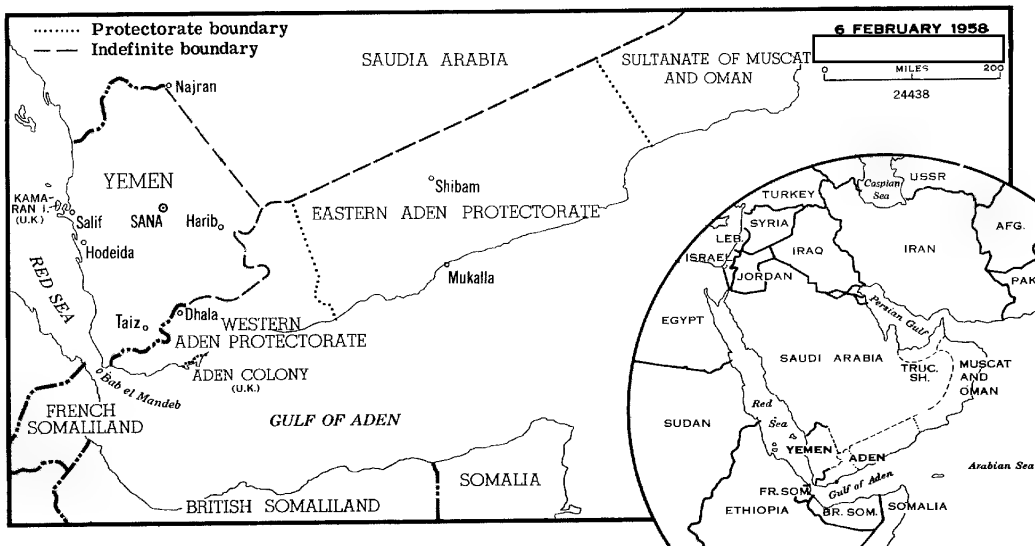 Protectorate boundary
Indefinite boundary
6 FEBRUARY 1958
0 MILES 200
24438
SAUDIA ARABIA
SULTANATE OF MUSCAT
AND OMAN
Najran
YEMEN
KAMA-
RAN I.
(U.K.)
Salif
SANA
Harib
Hodeida
RED SEA
Shibam
EASTERN ADEN PROTECTORATE
Mukalla
Taiz
Dhala
WESTERN
ADEN PROTECTORATE
ADEN COLONY
(U.K.)
Bab el Mandeb
FRENCH
SOMALILAND
GULF OF ADEN
BRITISH SOMALILAND
SOMALIA
TURKEY
Caspian
Sea
USSR
SYRIA
LEB.
ISRAEL
IRAQ
JORDAN
IRAN
AFG.
PAK
EGYPT
Persian Gulf
SAUDI ARABIA
TRUC.
SH.
MUSCAT
AND
OMAN
SUDAN
Red
Sea
YEMEN
ADEN
Arabian Sea
FR.SOM.
Gulf of Aden
ETHIOPIA
BR. SOM.
SOMALIA